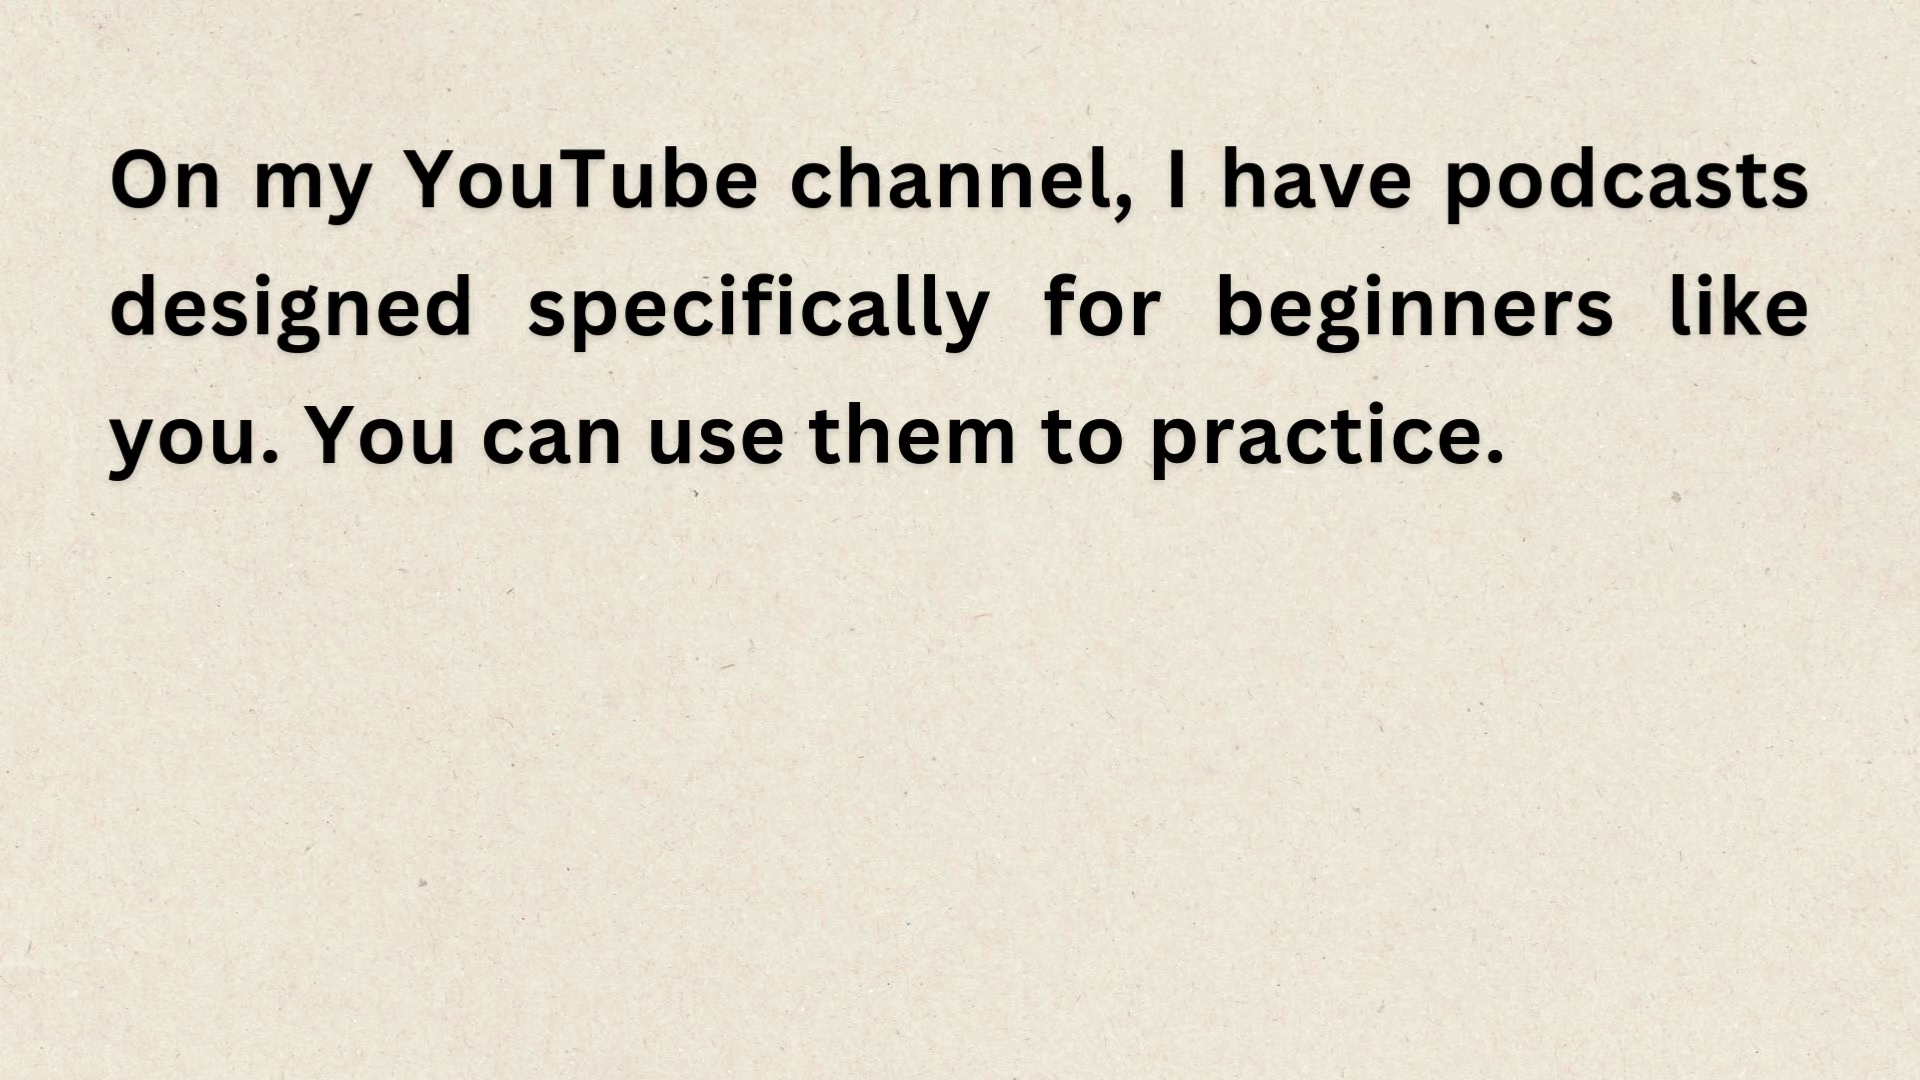 On my YouTube channel, I have podcasts
designed specifically for beginners like
you. You can use them to practice.